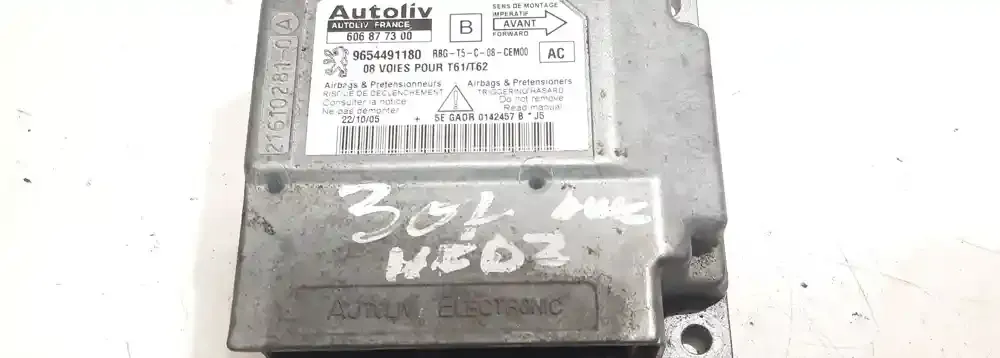 Autoliv
AUTOLIV FRANCE
606 87 73 00
B
SENS DE MONTAGE
IMPERATIF
AVANT
FORWARD
9654491180 R8G-T5-C-08-CEM00 AC
08 VOIES POUR T61/T62
Airbags & Pretensionneurs
RISQUE DE DECLENCHEMENT
Consulter la notice
Ne pas demonter
Airbags & Pretensioners
TRIGGERING HASARD
Do not remove
Read manual
22/10/05 + 5E GADR 0142457 B * J5
21610281-0 A
307
AUTOLIV ELECTRONIC